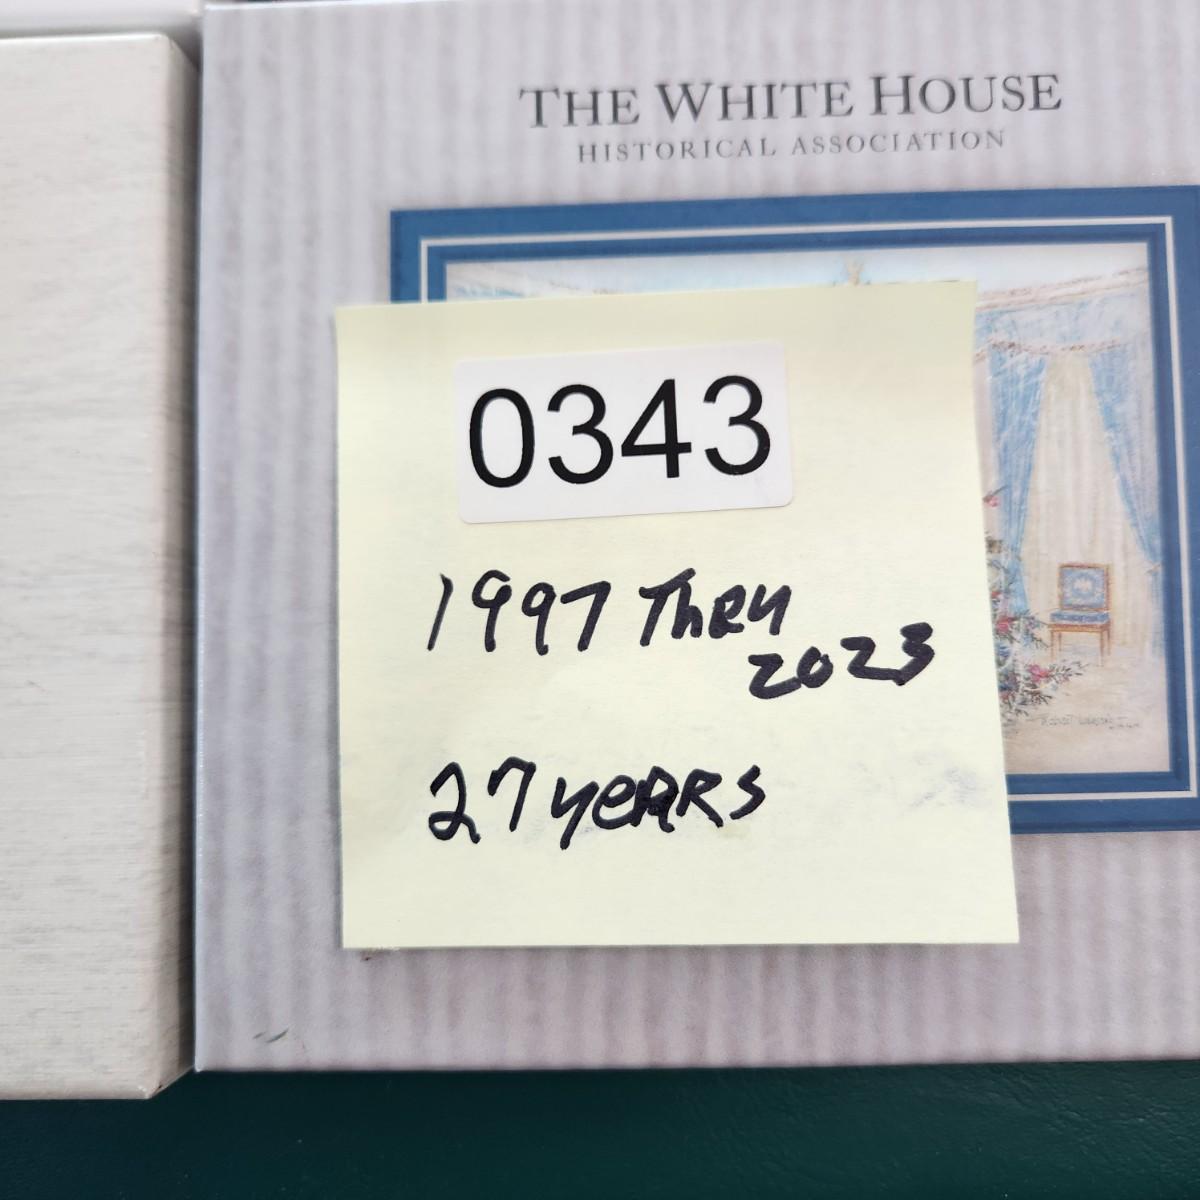 THE WHITE HOUSE
HISTORICAL ASSOCIATION
0343
1997 Thru
2023
27 years